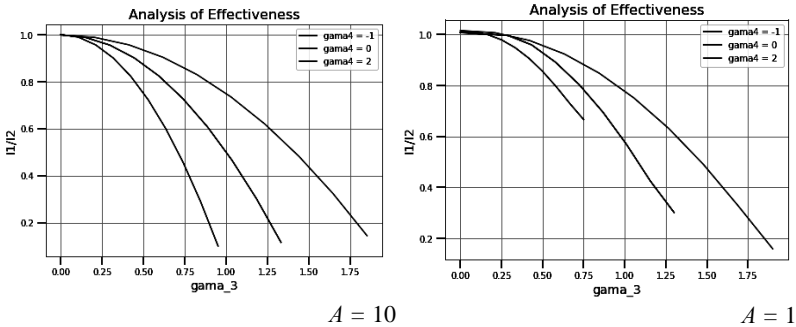 Analysis of Effectiveness
gama4 = -1
gama4 = 0
gama4 = 2
1.0
0.8
0.6
0.4
0.2
I1/I2
0.00 0.25 0.50 0.75 1.00 1.25 1.50 1.75
gama_3
A = 10
Analysis of Effectiveness
gama4 = -1
gama4 = 0
gama4 = 2
1.0
0.8
0.6
0.4
0.2
I1/I2
0.00 0.25 0.50 0.75 1.00 1.25 1.50 1.75
gama_3
A = 1